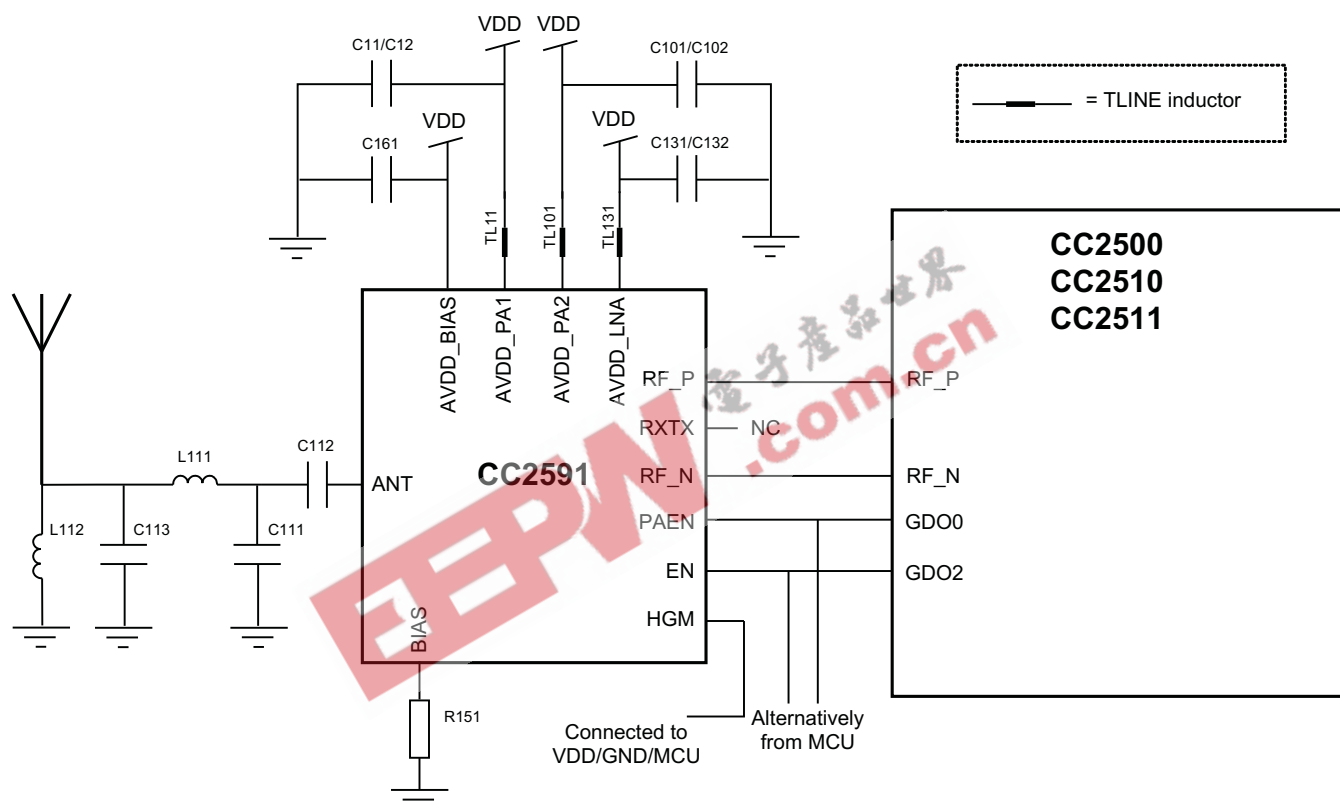 VDD VDD
C11/C12
C101/C102
= TLINE inductor
VDD
VDD
C161
C131/C132
TL11
TL101
TL131
CC2500
CC2510
CC2511
AVDD_BIAS
AVDD_PA1
AVDD_PA2
AVDD_LNA
RF_P
RF_P
RXTX
NC
電子產品世界
.com.cn
EEPW
L111
C112
ANT
CC2591
RF_N
RF_N
L112
C113
C111
PAEN
GDO0
EN
GDO2
HGM
BIAS
R151
Connected to
VDD/GND/MCU
Alternatively
from MCU